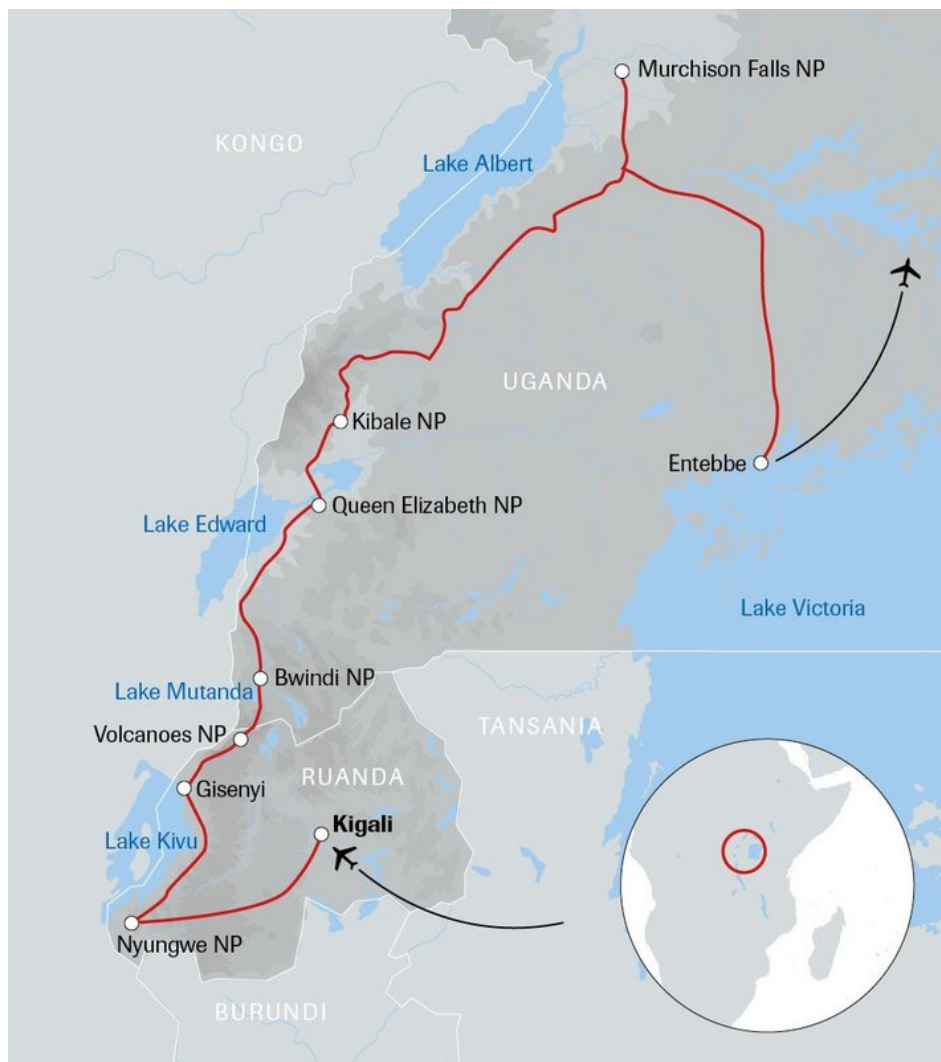 Murchison Falls NP
KONGO
Lake Albert
UGANDA
Kibale NP
Entebbe
Queen Elizabeth NP
Lake Edward
Lake Victoria
Bwindi NP
Lake Mutanda
TANSANIA
Volcanoes NP
RUANDA
Gisenyi
Kigali
Lake Kivu
Nyungwe NP
BURUNDI